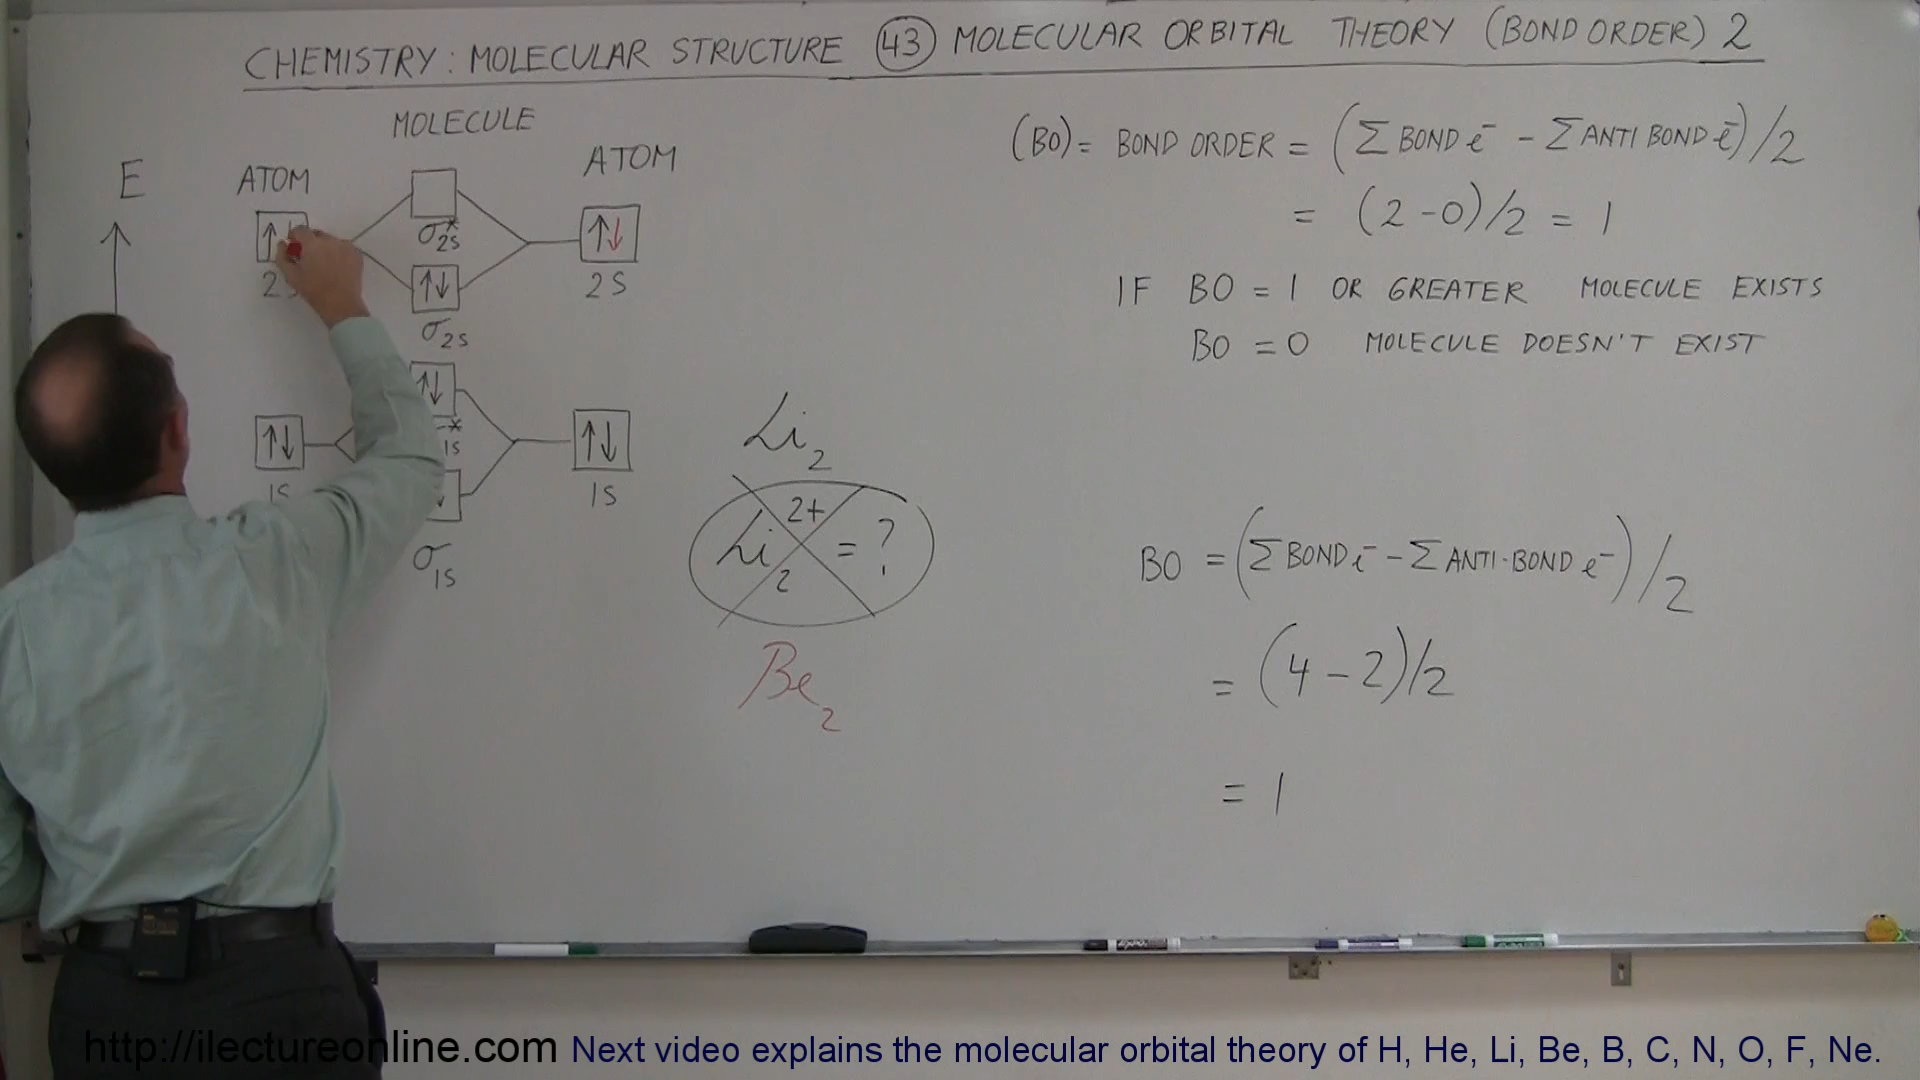 CHEMISTRY: MOLECULAR STRUCTURE 43 MOLECULAR ORBITAL THEORY (BOND ORDER) 2
MOLECULE
ATOM
ATOM
E
↑
↑↓
σ*2s
2
2S
↑↓
σ2s
↑↓
↑↓
↑↓
*1s
1S
1S
σ1s
(BO) = BOND ORDER = (Σ BOND e⁻ - Σ ANTI BOND e⁻)/2
= (2-0)/2 = 1
IF BO = 1 OR GREATER MOLECULE EXISTS
BO = 0 MOLECULE DOESN'T EXIST
Li2
Li2 2+ = ?
Be2
BO = (Σ BOND e⁻ - Σ ANTI-BOND e⁻)/2
= (4-2)/2
= 1
http://ilectureonline.com Next video explains the molecular orbital theory of H, He, Li, Be, B, C, N, O, F, Ne.